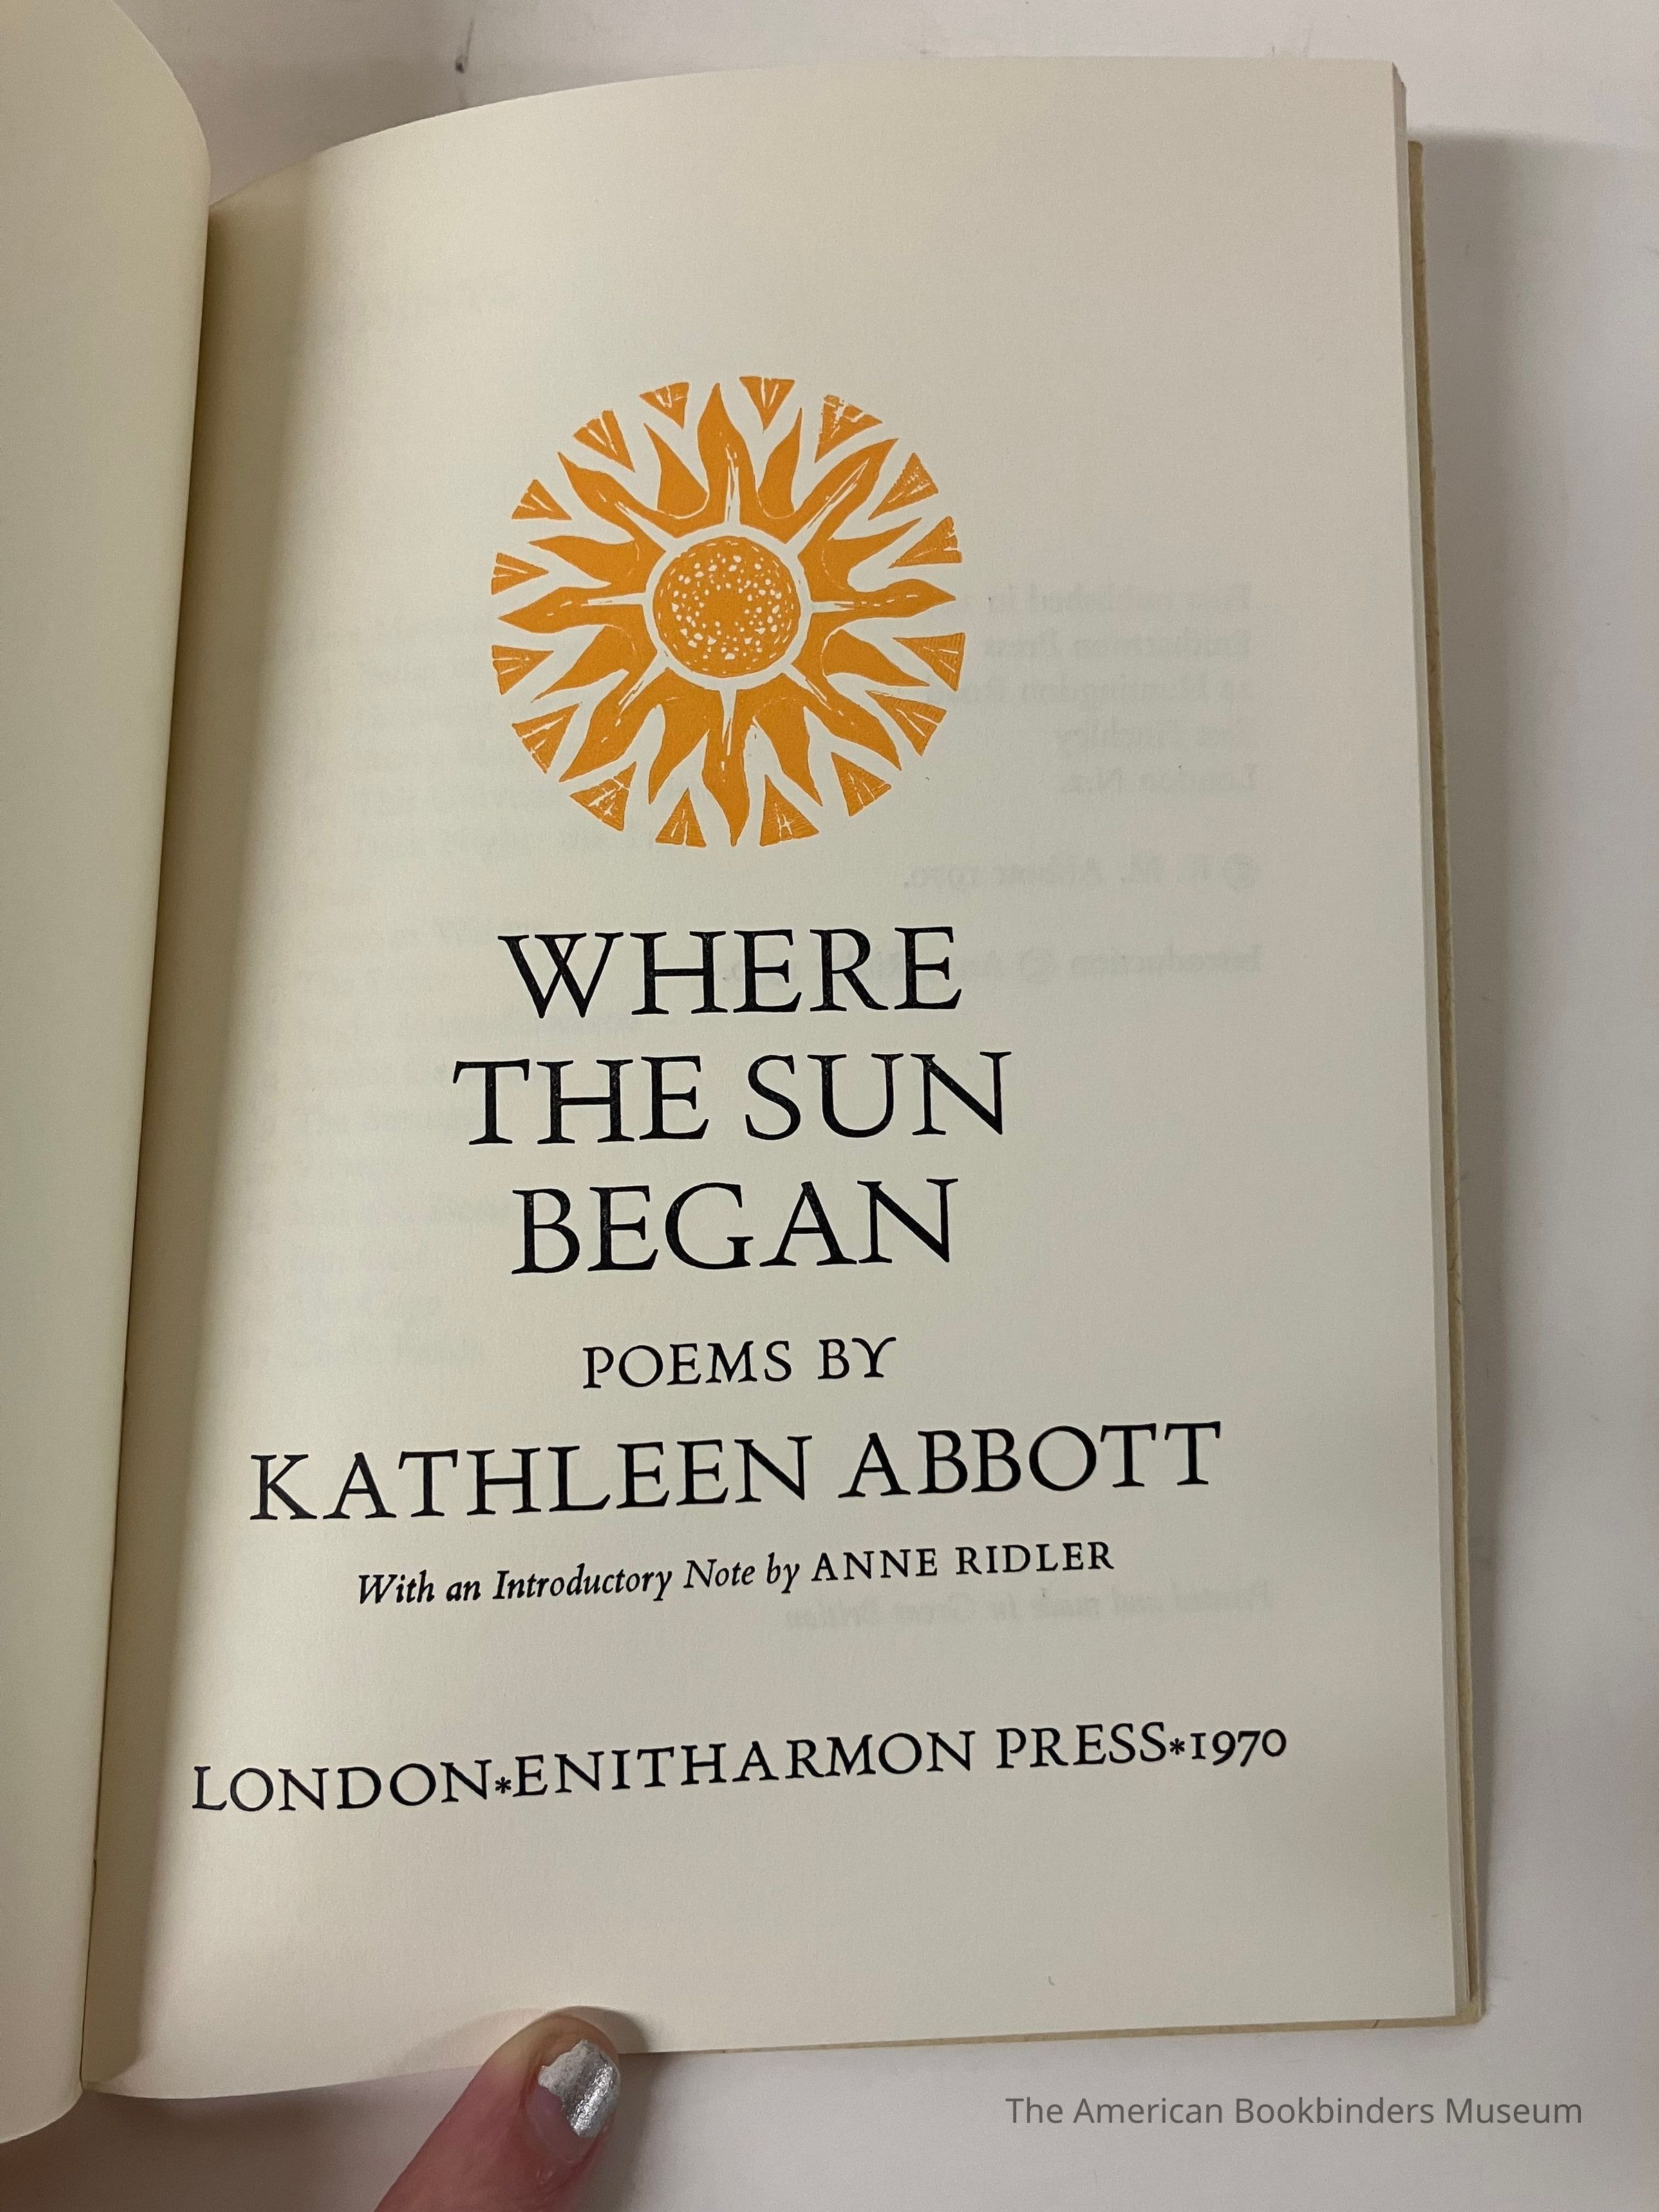 WHERE
THE SUN
BEGAN
POEMS BY
KATHLEEN ABBOTT
With an Introductory Note by ANNE RIDLER
LONDON*ENITHARMON PRESS*1970
The American Bookbinders Museum